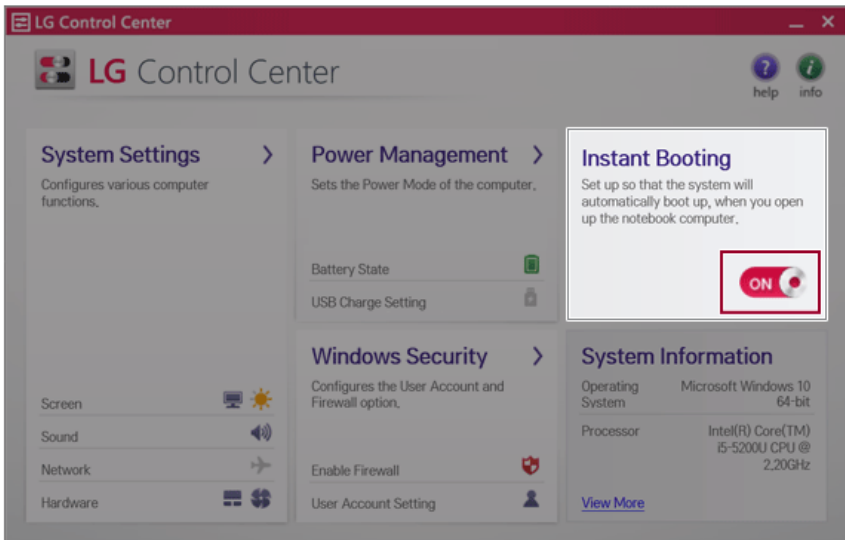 LG Control Center
LG Control Center
help
info
System Settings
Configures various computer
functions.
Screen
Sound
Network
Hardware
Power Management
Sets the Power Mode of the computer.
Battery State
USB Charge Setting
Instant Booting
Set up so that the system will
automatically boot up, when you open
up the notebook computer.
ON
Windows Security
Configures the User Account and
Firewall option.
Enable Firewall
User Account Setting
System Information
Operating System
Microsoft Windows 10
64-bit
Processor
Intel(R) Core(TM)
i5-5200U CPU @
2.20GHz
View More